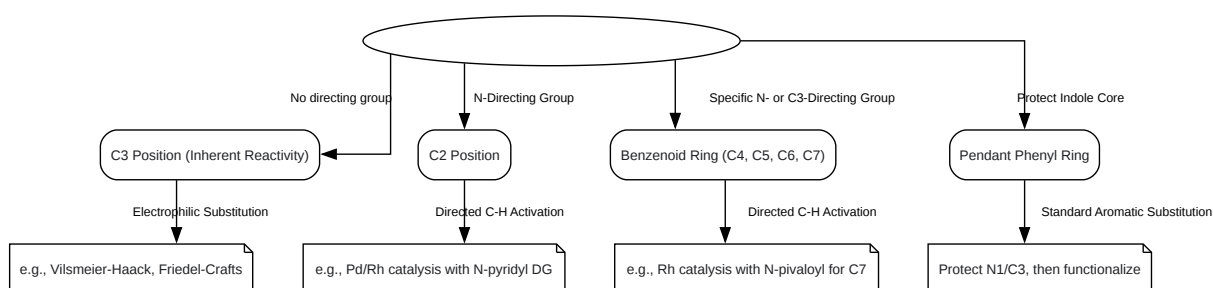 No directing group
N-Directing Group
Specific N- or C3-Directing Group
Protect Indole Core
C3 Position (Inherent Reactivity)
C2 Position
Benzenoid Ring (C4, C5, C6, C7)
Pendant Phenyl Ring
Electrophilic Substitution
Directed C-H Activation
Directed C-H Activation
Standard Aromatic Substitution
e.g., Vilsmeier-Haack, Friedel-Crafts
e.g., Pd/Rh catalysis with N-pyridyl DG
e.g., Rh catalysis with N-pivaloyl for C7
Protect N1/C3, then functionalize